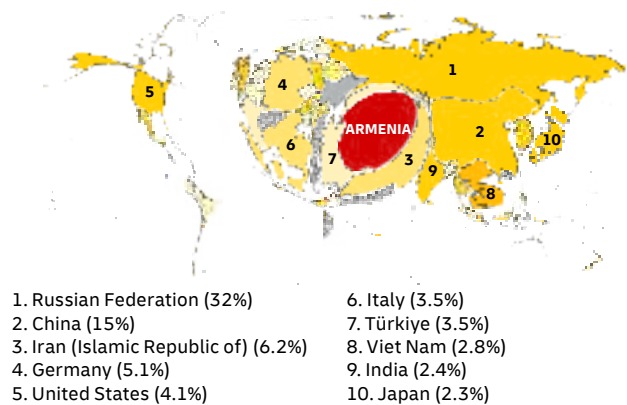 1
4
5
ARMENIA
2
10
6
7
3
9
8
1. Russian Federation (32%)
2. China (15%)
3. Iran (Islamic Republic of) (6.2%)
4. Germany (5.1%)
5. United States (4.1%)
6. Italy (3.5%)
7. Türkiye (3.5%)
8. Viet Nam (2.8%)
9. India (2.4%)
10. Japan (2.3%)